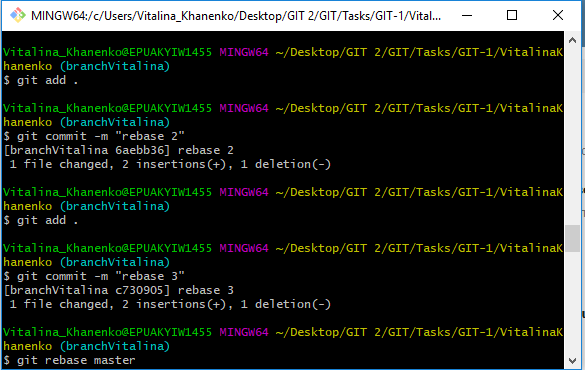 MINGW64:/c/Users/Vitalina_Khanenko/Desktop/GIT 2/GIT/Tasks/GIT-1/Vital...
Vitalina_Khanenko@EPUAKYIW1455 MINGW64 ~/Desktop/GIT 2/GIT/Tasks/GIT-1/VitalinaK
hanenko (branchVitalina)
$ git add .
Vitalina_Khanenko@EPUAKYIW1455 MINGW64 ~/Desktop/GIT 2/GIT/Tasks/GIT-1/VitalinaK
hanenko (branchVitalina)
$ git commit -m "rebase 2"
[branchVitalina 6aebb36] rebase 2
1 file changed, 2 insertions(+), 1 deletion(-)
Vitalina_Khanenko@EPUAKYIW1455 MINGW64 ~/Desktop/GIT 2/GIT/Tasks/GIT-1/VitalinaK
hanenko (branchVitalina)
$ git add .
Vitalina_Khanenko@EPUAKYIW1455 MINGW64 ~/Desktop/GIT 2/GIT/Tasks/GIT-1/VitalinaK
hanenko (branchVitalina)
$ git commit -m "rebase 3"
[branchVitalina c730905] rebase 3
1 file changed, 2 insertions(+), 1 deletion(-)
Vitalina_Khanenko@EPUAKYIW1455 MINGW64 ~/Desktop/GIT 2/GIT/Tasks/GIT-1/VitalinaK
hanenko (branchVitalina)
$ git rebase master